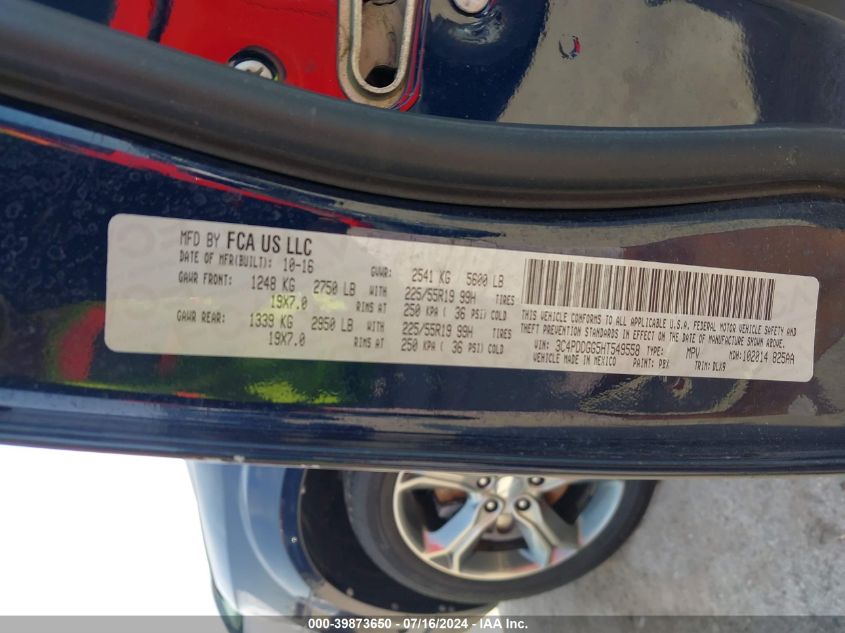 MFD BY FCA US LLC
DATE OF MFR(BUILT): 10-16 GVWR: 2541 KG 5600 LB
GAWR FRONT: 1248 KG 2750 LB WITH 225/55R19 99H TIRES
19X7.0 RIMS AT 250 KPA ( 36 PSI) COLD
GAWR REAR: 1339 KG 2950 LB WITH 225/55R19 99H TIRES
19X7.0 RIMS AT 250 KPA ( 36 PSI) COLD
THIS VEHICLE CONFORMS TO ALL APPLICABLE U.S.A. FEDERAL MOTOR VEHICLE SAFETY AND
THEFT PREVENTION STANDARDS IN EFFECT ON THE DATE OF MANUFACTURE SHOWN ABOVE.
VIN: 3C4PDDGG5HT549558 TYPE: MPV MDH: 102014 825AA
VEHICLE MADE IN MEXICO PAINT: PBX TRIM: DLX9
000-39873650 - 07/16/2024 - IAA Inc.